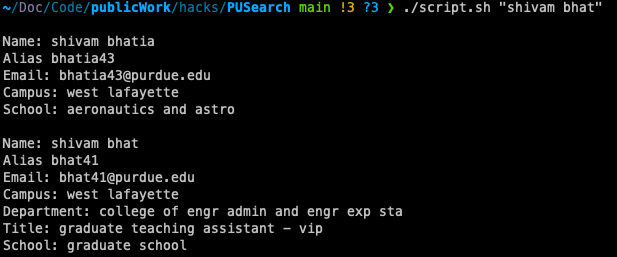 ~/Doc/Code/publicWork/hacks/PUSearch main !3 ?3 ❯ ./script.sh "shivam bhat"
Name: shivam bhatia
Alias bhatia43
Email: bhatia43@purdue.edu
Campus: west lafayette
School: aeronautics and astro
Name: shivam bhat
Alias bhat41
Email: bhat41@purdue.edu
Campus: west lafayette
Department: college of engr admin and engr exp sta
Title: graduate teaching assistant - vip
School: graduate school